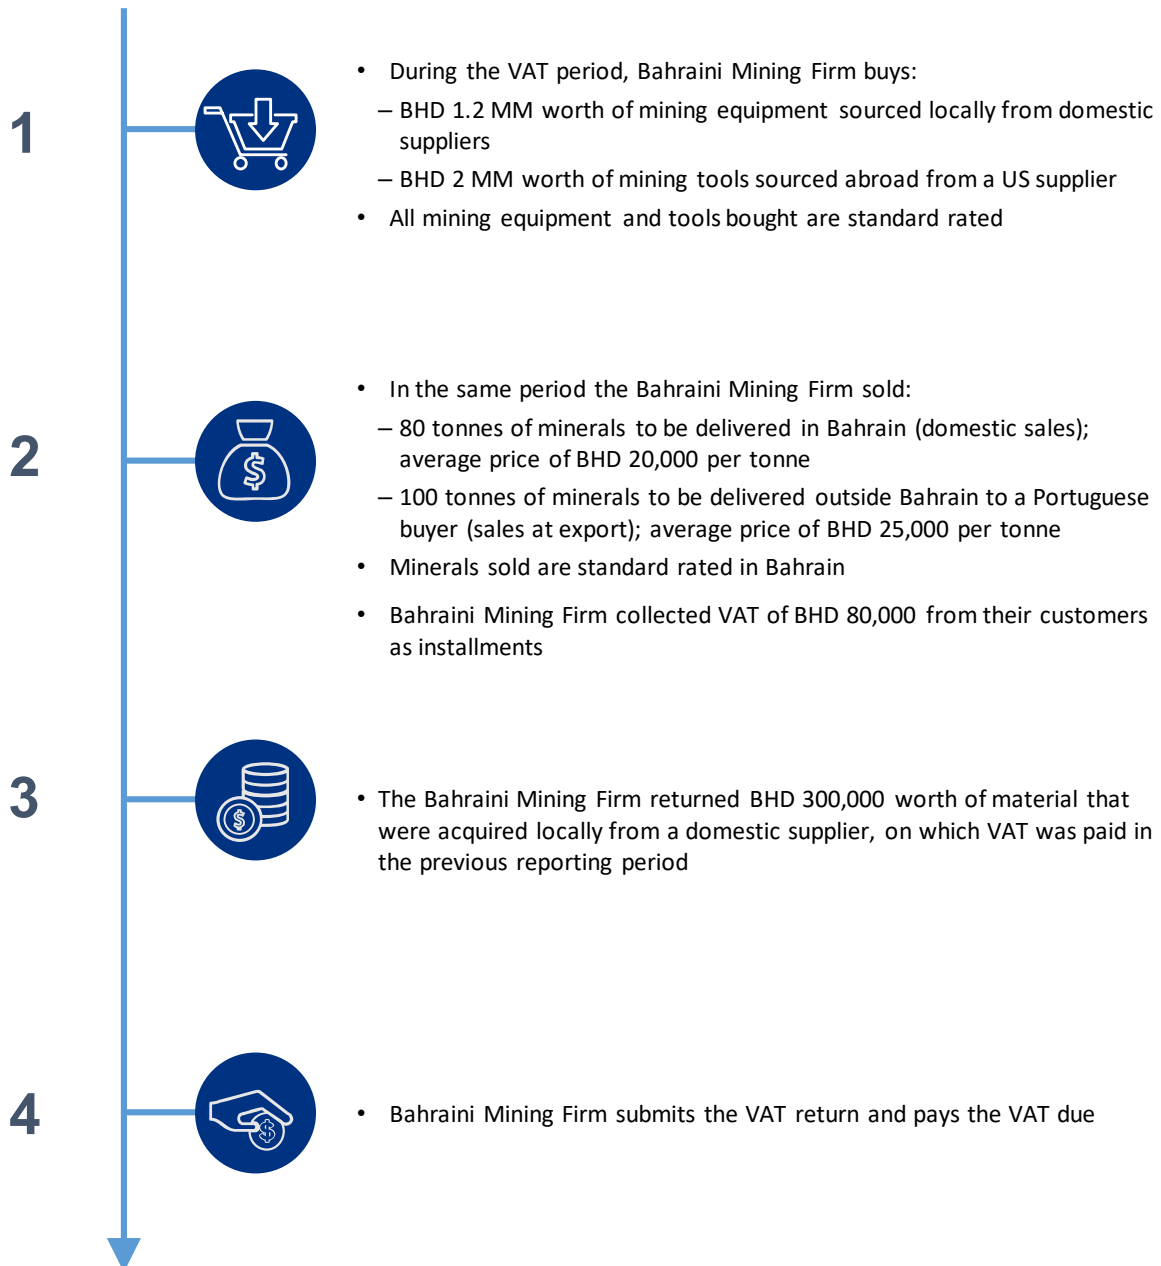 1
• During the VAT period, Bahraini Mining Firm buys:
– BHD 1.2 MM worth of mining equipment sourced locally from domestic
suppliers
– BHD 2 MM worth of mining tools sourced abroad from a US supplier
• All mining equipment and tools bought are standard rated
2
• In the same period the Bahraini Mining Firm sold:
– 80 tonnes of minerals to be delivered in Bahrain (domestic sales);
average price of BHD 20,000 per tonne
– 100 tonnes of minerals to be delivered outside Bahrain to a Portuguese
buyer (sales at export); average price of BHD 25,000 per tonne
• Minerals sold are standard rated in Bahrain
• Bahraini Mining Firm collected VAT of BHD 80,000 from their customers
as installments
$
3
• The Bahraini Mining Firm returned BHD 300,000 worth of material that
were acquired locally from a domestic supplier, on which VAT was paid in
the previous reporting period
$
4
• Bahraini Mining Firm submits the VAT return and pays the VAT due
$